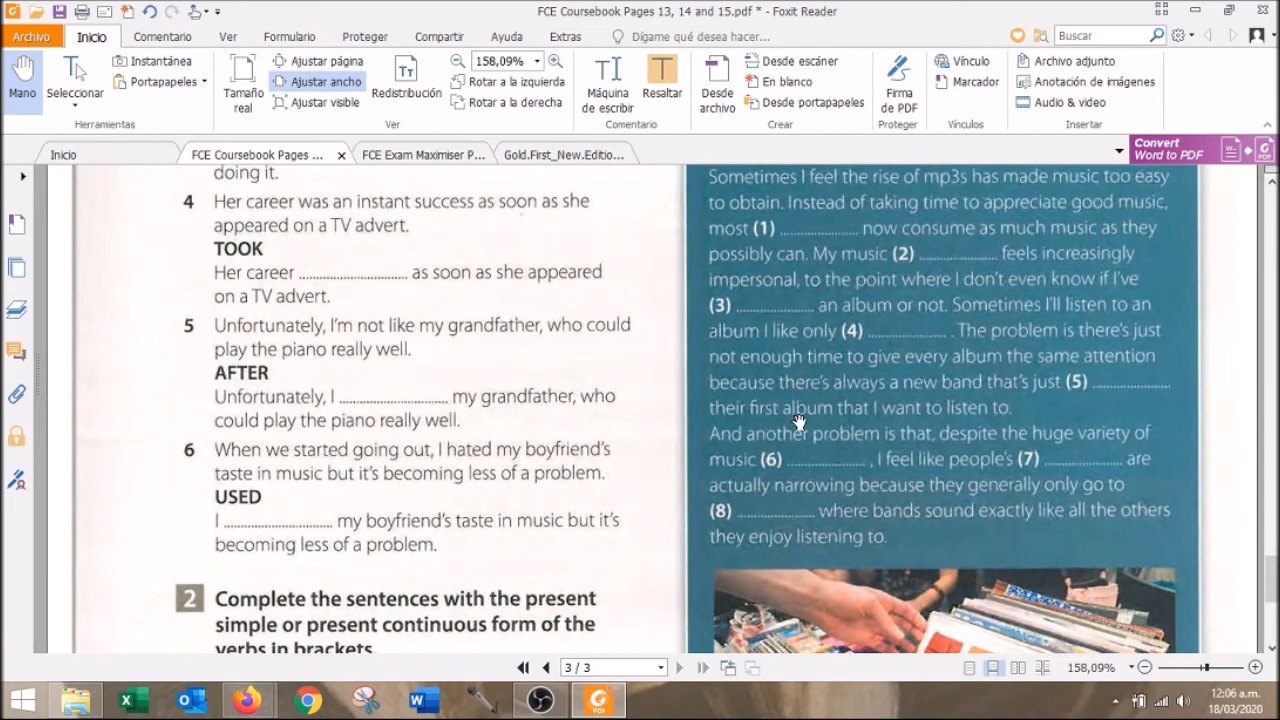 FCE Coursebook Pages 13, 14 and 15.pdf * - Foxit Reader
Archivo Inicio Comentario Ver Formulario Proteger Compartir Ayuda Extras Dígame qué desea hacer... Buscar
Mano
Seleccionar
Instantánea
Portapapeles
Herramientas
Tamaño real
Ajustar página
Ajustar ancho
Ajustar visible
Redistribución
158,09%
Rotar a la izquierda
Rotar a la derecha
Ver
Máquina de escribir
Resaltar
Comentario
Desde archivo
Desde escáner
En blanco
Desde portapapeles
Crear
Firma de PDF
Proteger
Vínculo
Marcador
Vínculos
Archivo adjunto
Anotación de imágenes
Audio & video
Insertar
Inicio FCE Coursebook Pages ... x FCE Exam Maximiser P... Gold.First_New.Editio...
Convert
Word to PDF
doing it.
4 Her career was an instant success as soon as she
appeared on a TV advert.
TOOK
Her career .............................. as soon as she appeared
on a TV advert.
5 Unfortunately, I'm not like my grandfather, who could
play the piano really well.
AFTER
Unfortunately, I .............................. my grandfather, who
could play the piano really well.
6 When we started going out, I hated my boyfriend's
taste in music but it's becoming less of a problem.
USED
I .............................. my boyfriend's taste in music but it's
becoming less of a problem.
2 Complete the sentences with the present
simple or present continuous form of the
verbs in brackets.
Sometimes I feel the rise of mp3s has made music too easy
to obtain. Instead of taking time to appreciate good music,
most (1) ..................... now consume as much music as they
possibly can. My music (2) ..................... feels increasingly
impersonal, to the point where I don't even know if I've
(3) ..................... an album or not. Sometimes I'll listen to an
album I like only (4) ..................... . The problem is there's just
not enough time to give every album the same attention
because there's always a new band that's just (5) .....................
their first album that I want to listen to.
And another problem is that, despite the huge variety of
music (6) ..................... , I feel like people's (7) ..................... are
actually narrowing because they generally only go to
(8) ..................... where bands sound exactly like all the others
they enjoy listening to.
3 / 3
158,09%
12:06 a.m.
18/03/2020